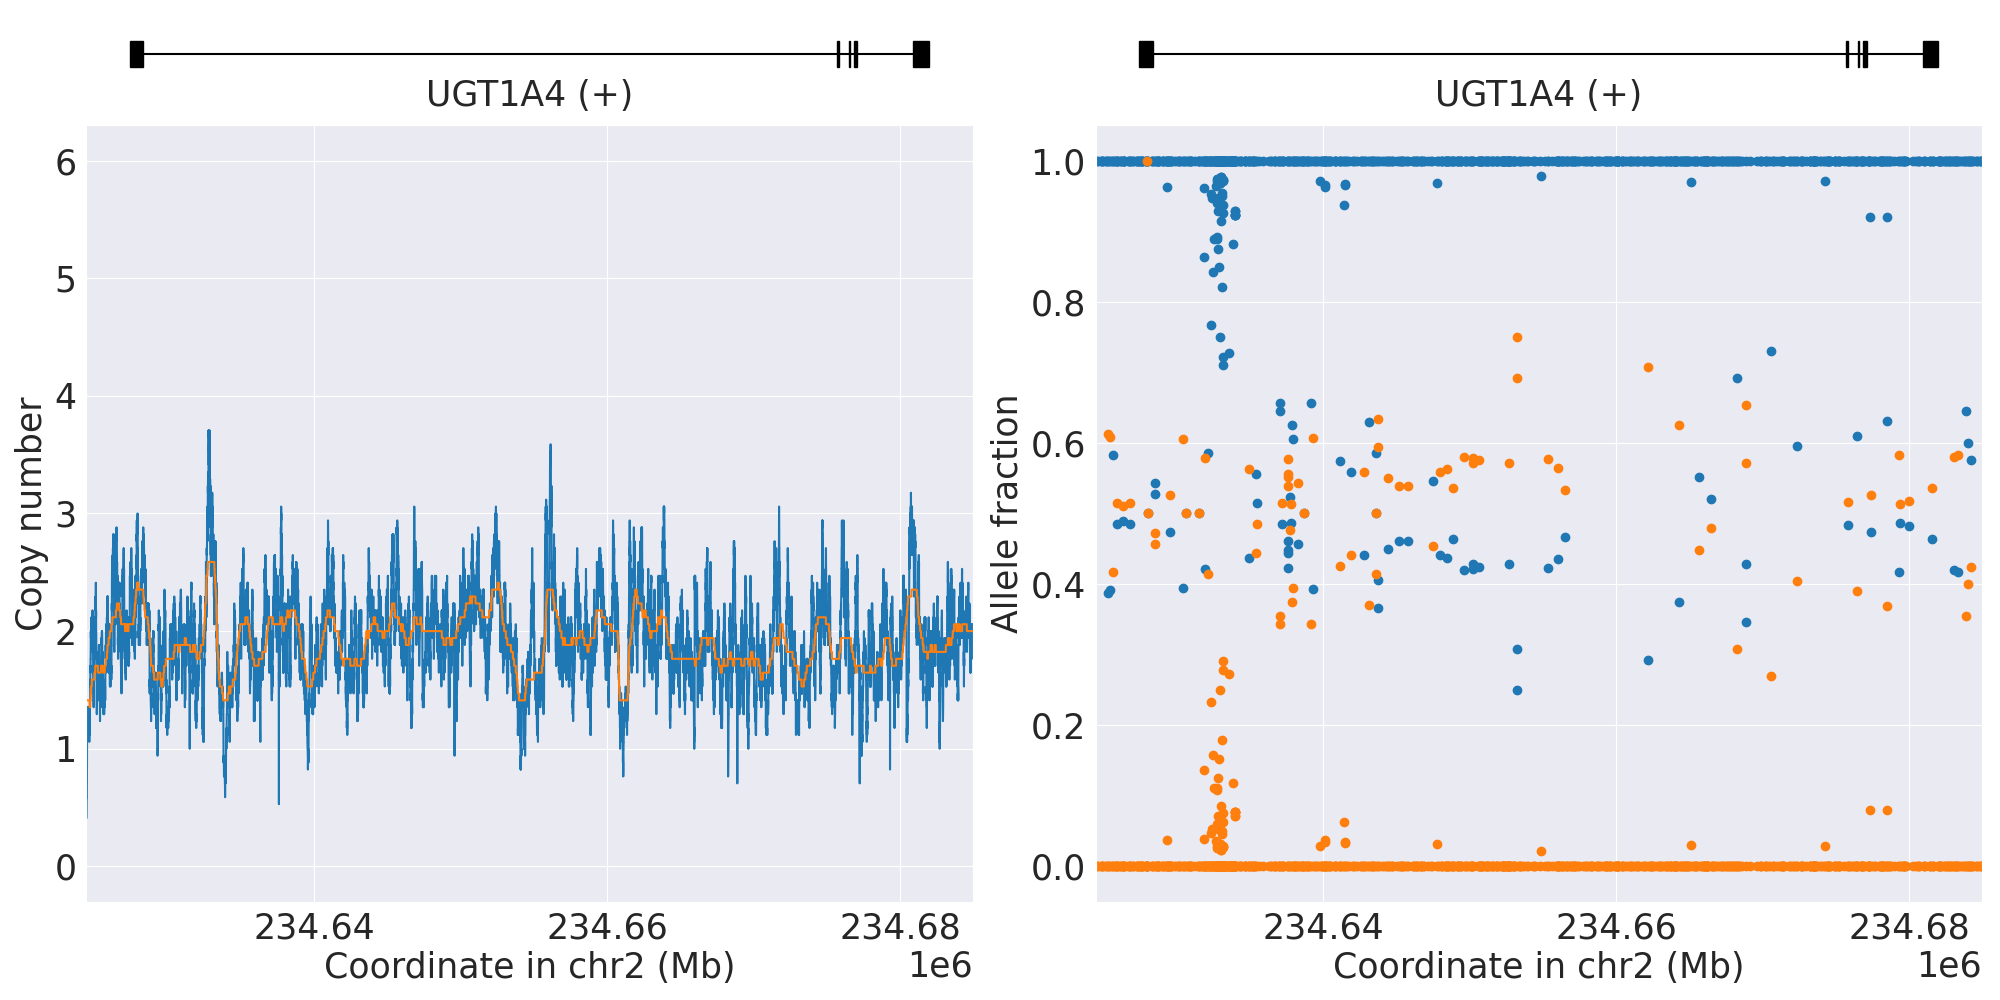 UGT1A4 (+)
6
5
4
3
2
1
0
Copy number
234.64
234.66
234.68
Coordinate in chr2 (Mb)
1e6
UGT1A4 (+)
1.0
0.8
0.6
0.4
0.2
0.0
Allele fraction
234.64
234.66
234.68
Coordinate in chr2 (Mb)
1e6